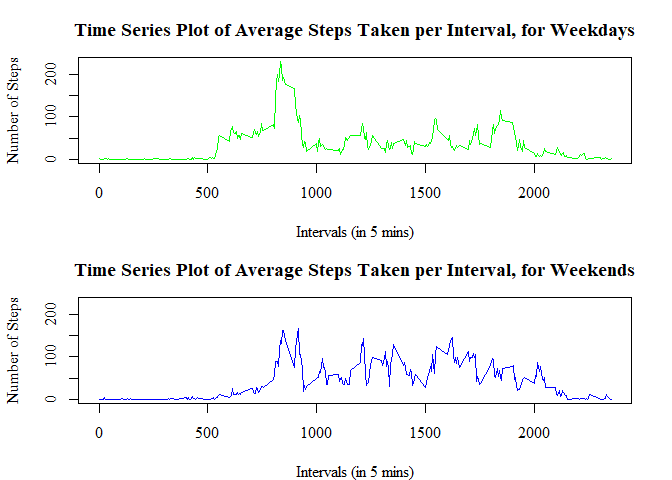 Time Series Plot of Average Steps Taken per Interval, for Weekdays
Number of Steps
200
100
0
0
500
1000
1500
2000
Intervals (in 5 mins)
Time Series Plot of Average Steps Taken per Interval, for Weekends
Number of Steps
200
100
0
0
500
1000
1500
2000
Intervals (in 5 mins)